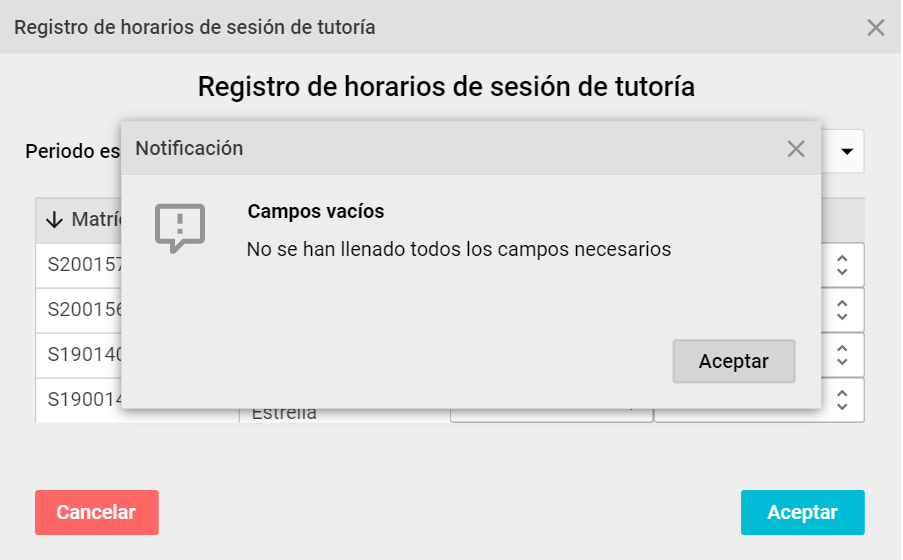 Registro de horarios de sesión de tutoría
Registro de horarios de sesión de tutoría
Periodo es
Notificación
Campos vacíos
No se han llenado todos los campos necesarios
Aceptar
Matríc
S200157
S200156
S190140
S190014
Estrella
Cancelar
Aceptar